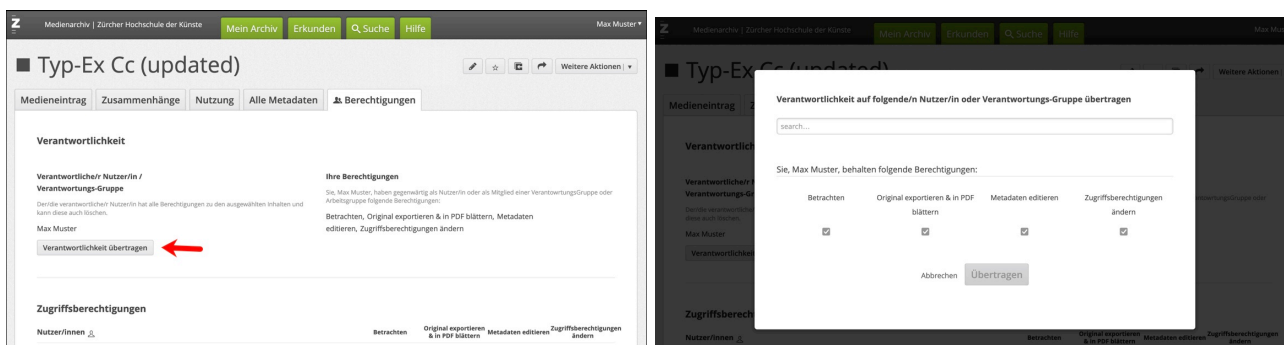 Z
Medienarchiv | Zürcher Hochschule der Künste
Mein Archiv
Erkunden
Suche
Hilfe
Max Muster
Typ-Ex Cc (updated)
Weitere Aktionen
Medieneintrag
Zusammenhänge
Nutzung
Alle Metadaten
Berechtigungen
Verantwortlichkeit
Verantwortliche/r Nutzer/in /
Verantwortungs-Gruppe
Der/die verantwortliche/r Nutzer/in hat alle Berechtigungen zu den ausgewählten Inhalten und
kann diese auch löschen.
Max Muster
Verantwortlichkeit übertragen
Ihre Berechtigungen
Sie, Max Muster, haben gegenwärtig als Nutzer/in oder als Mitglied einer VerantowrtungsGruppe oder
Arbeitsgruppe folgende Berechtigungen:
Betrachten, Original exportieren & in PDF blättern, Metadaten
editieren, Zugriffsberechtigungen ändern
Zugriffsberechtigungen
Nutzer/innen
Betrachten
Original exportieren
& in PDF blättern
Metadaten editieren
Zugriffsberechtigungen
ändern
Z
Medienarchiv | Zürcher Hochschule der Künste
Mein Archiv
Erkunden
Suche
Hilfe
Max Mus
Typ-Ex Cc (updated)
Weitere Aktionen
Medieneintrag
Verantwortlich
Verantwortliche/r
Verantwortungs-Gr
Max Muster
Verantwortlichkei
Verantwortlichkeit auf folgende/n Nutzer/in oder Verantwortungs-Gruppe übertragen
search...
Sie, Max Muster, behalten folgende Berechtigungen:
Betrachten
Original exportieren & in PDF
blättern
Metadaten editieren
Zugriffsberechtigungen
ändern
Abbrechen
Übertragen
Zugriffsberech
Nutzer/innen
Betrachten
Original exportieren
& in PDF blättern
Metadaten editieren
Zugriffsberechtigungen
ändern